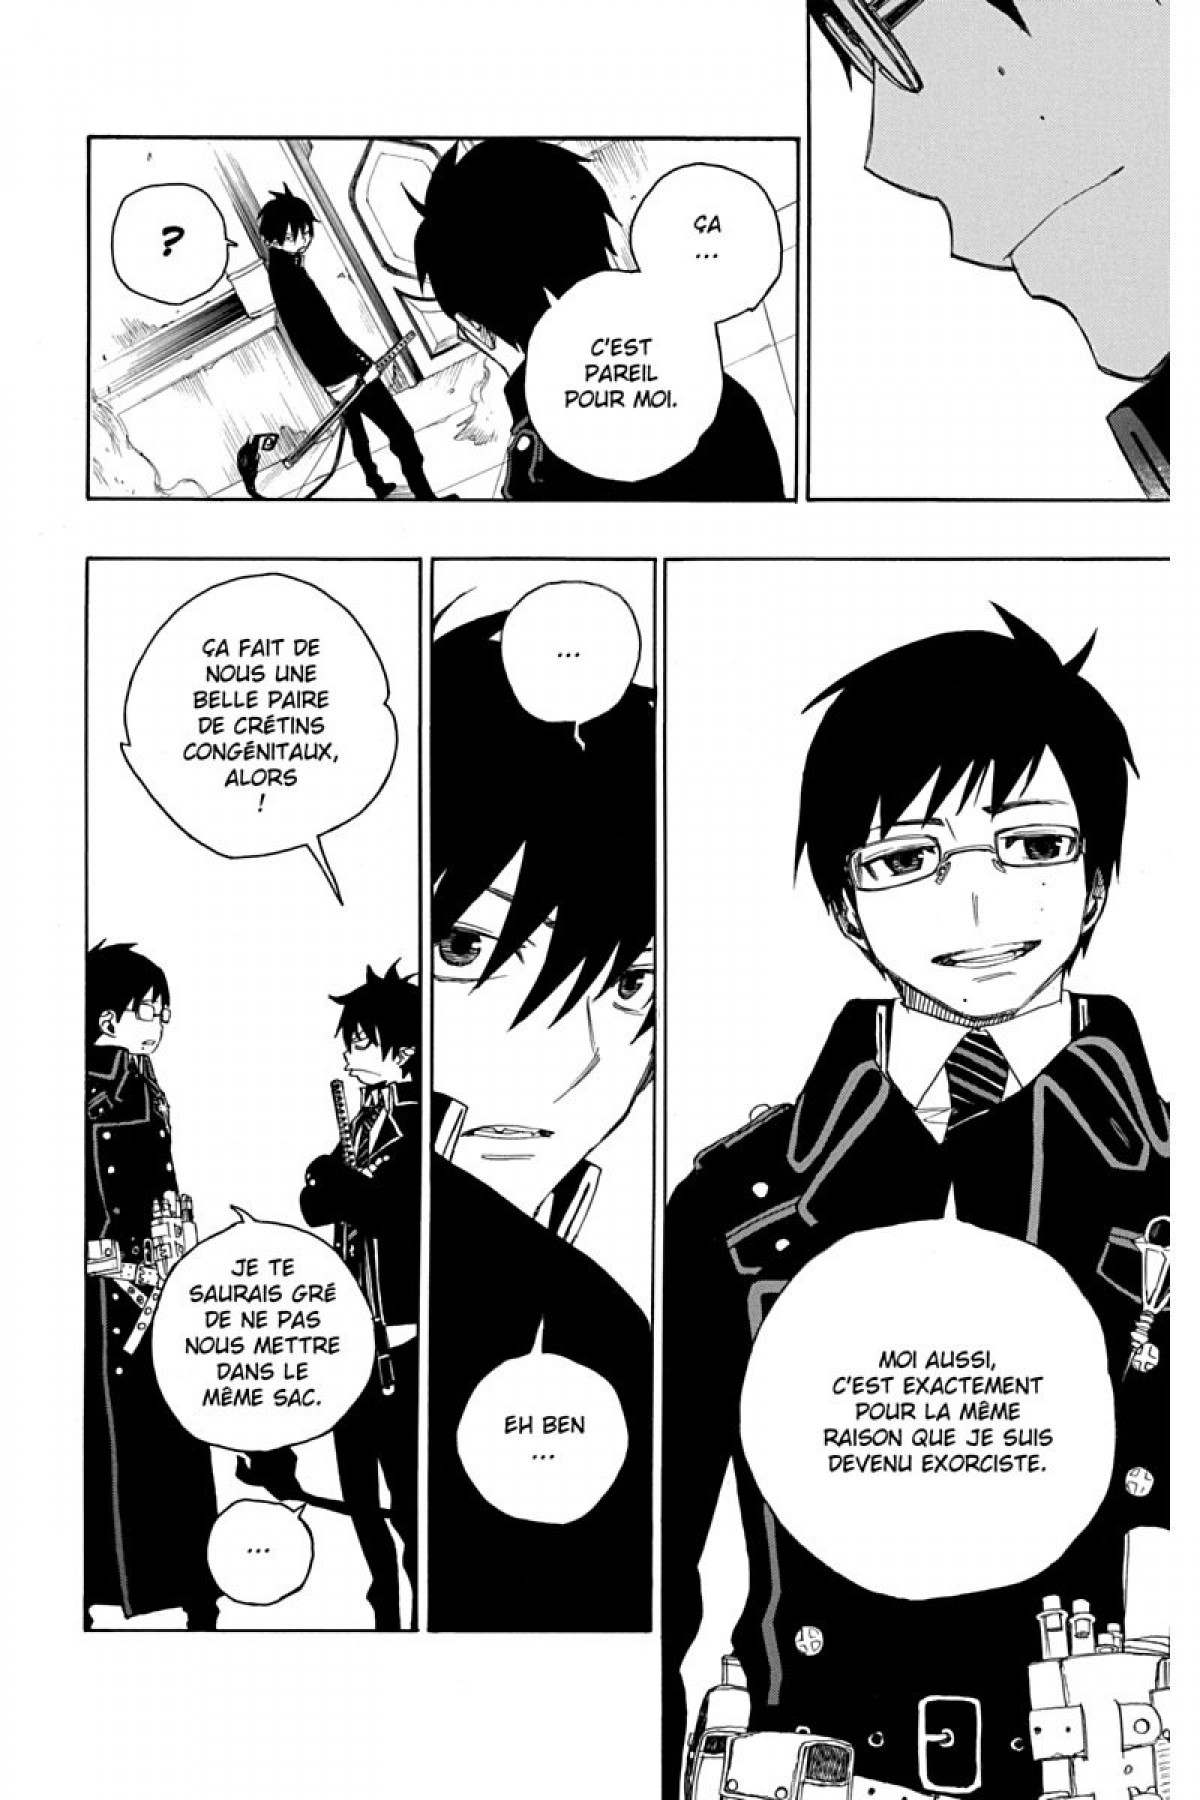 ÇA
...
C'EST
PAREIL
POUR MOI.
?
MOI AUSSI,
C'EST EXACTEMENT
POUR LA MÊME
RAISON QUE JE SUIS
DEVENU EXORCISTE.
...
EH BEN
...
ÇA FAIT DE
NOUS UNE
BELLE PAIRE
DE CRÉTINS
CONGÉNITAUX,
ALORS
!
JE TE
SAURAIS GRÉ
DE NE PAS
NOUS METTRE
DANS LE
MÊME SAC.
...